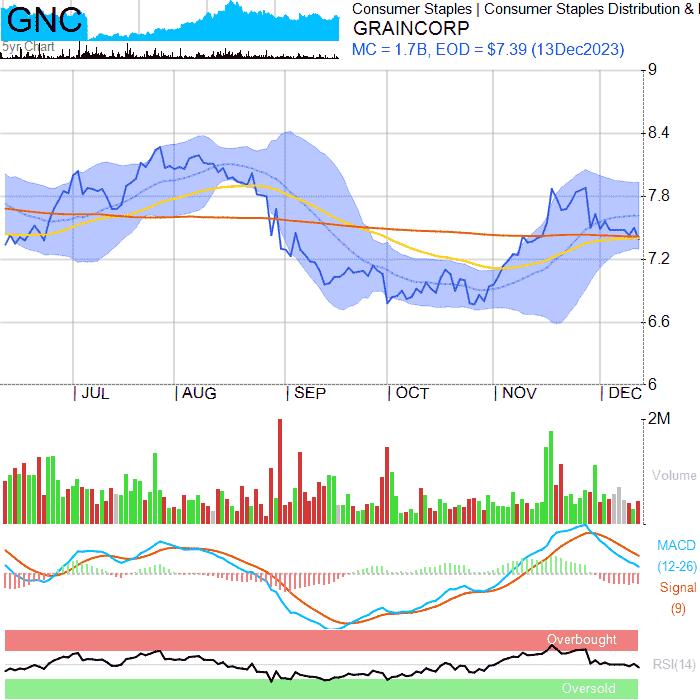 GNC
5yr Chart
Consumer Staples | Consumer Staples Distribution &
GRAINCORP
MC = 1.7B, EOD = $7.39 (13Dec2023)
9
8.4
7.8
7.2
6.6
6
JUL
AUG
SEP
OCT
NOV
DEC
2M
Volume
MACD
(12-26)
Signal
(9)
Overbought
RSI(14)
Oversold